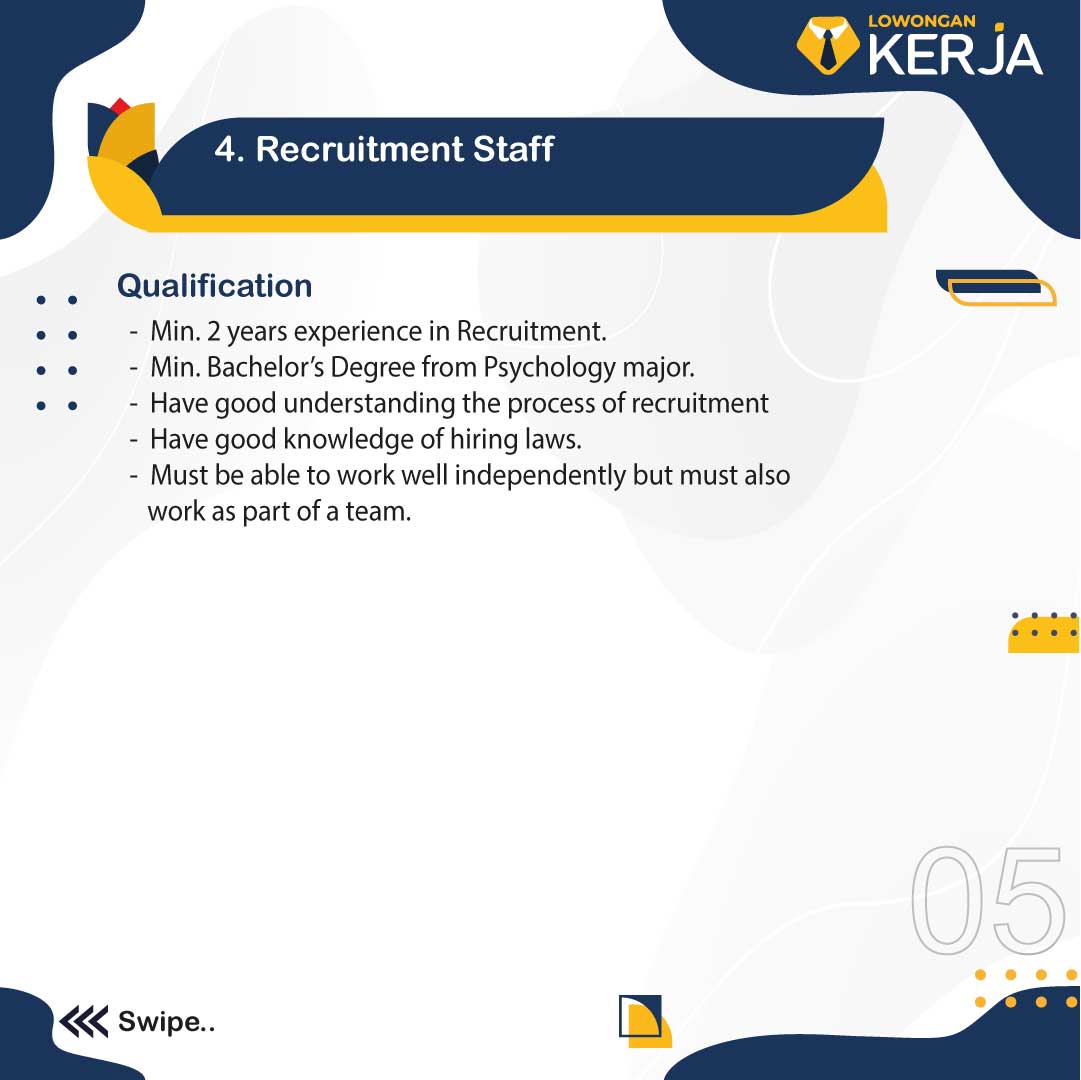 LOWONGAN
KERJA
4. Recruitment Staff
Qualification
- Min. 2 years experience in Recruitment.
- Min. Bachelor’s Degree from Psychology major.
- Have good understanding the process of recruitment
- Have good knowledge of hiring laws.
- Must be able to work well independently but must also
work as part of a team.
05
Swipe..